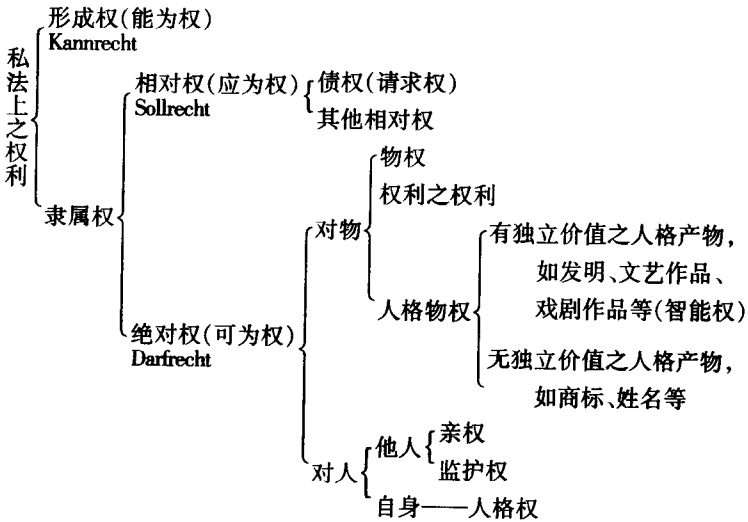 私法上之权利
形成权(能为权)
Kannrecht
隶属权
相对权(应为权)
Sollrecht
债权(请求权)
其他相对权
绝对权(可为权)
Darfrecht
对物
物权
权利之权利
人格物权
有独立价值之人格产物,
如发明、文艺作品、
戏剧作品等(智能权)
无独立价值之人格产物,
如商标、姓名等
对人
他人
亲权
监护权
自身——人格权